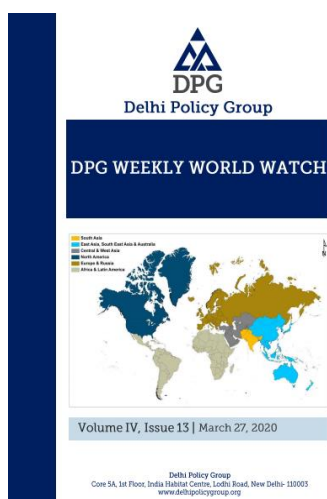 DPG
Delhi Policy Group
DPG WEEKLY WORLD WATCH
South Asia
East Asia, South East Asia & Australia
Central & West Asia
North America
Europe & Russia
Africa & Latin America
Volume IV, Issue 13 | March 27, 2020
Delhi Policy Group
Core 5A, 1st Floor, India Habitat Centre, Lodhi Road, New Delhi- 110003
www.delhipolicygroup.org